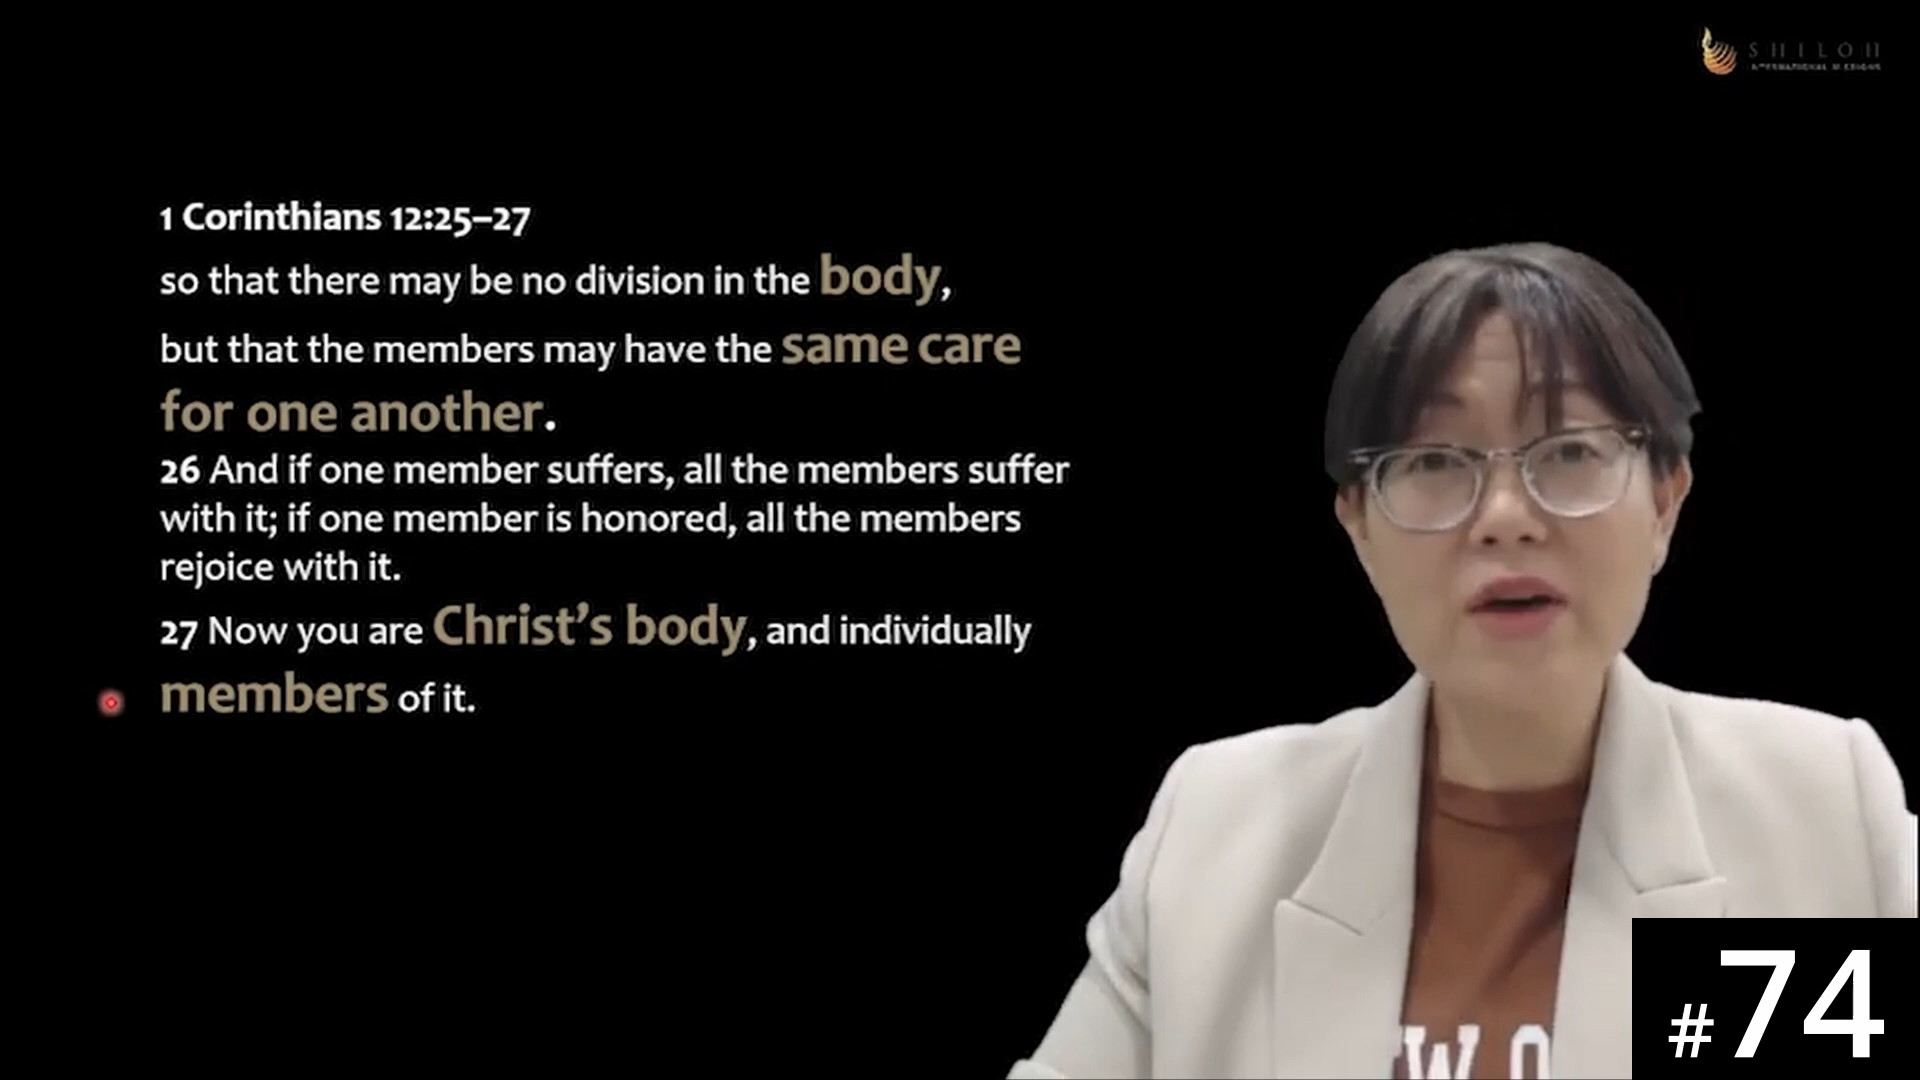 SHILOH
INTERNATIONAL MISSIONS
1 Corinthians 12:25–27
so that there may be no division in the body,
but that the members may have the same care
for one another.
26 And if one member suffers, all the members suffer
with it; if one member is honored, all the members
rejoice with it.
27 Now you are Christ’s body, and individually
members of it.
W O
#74